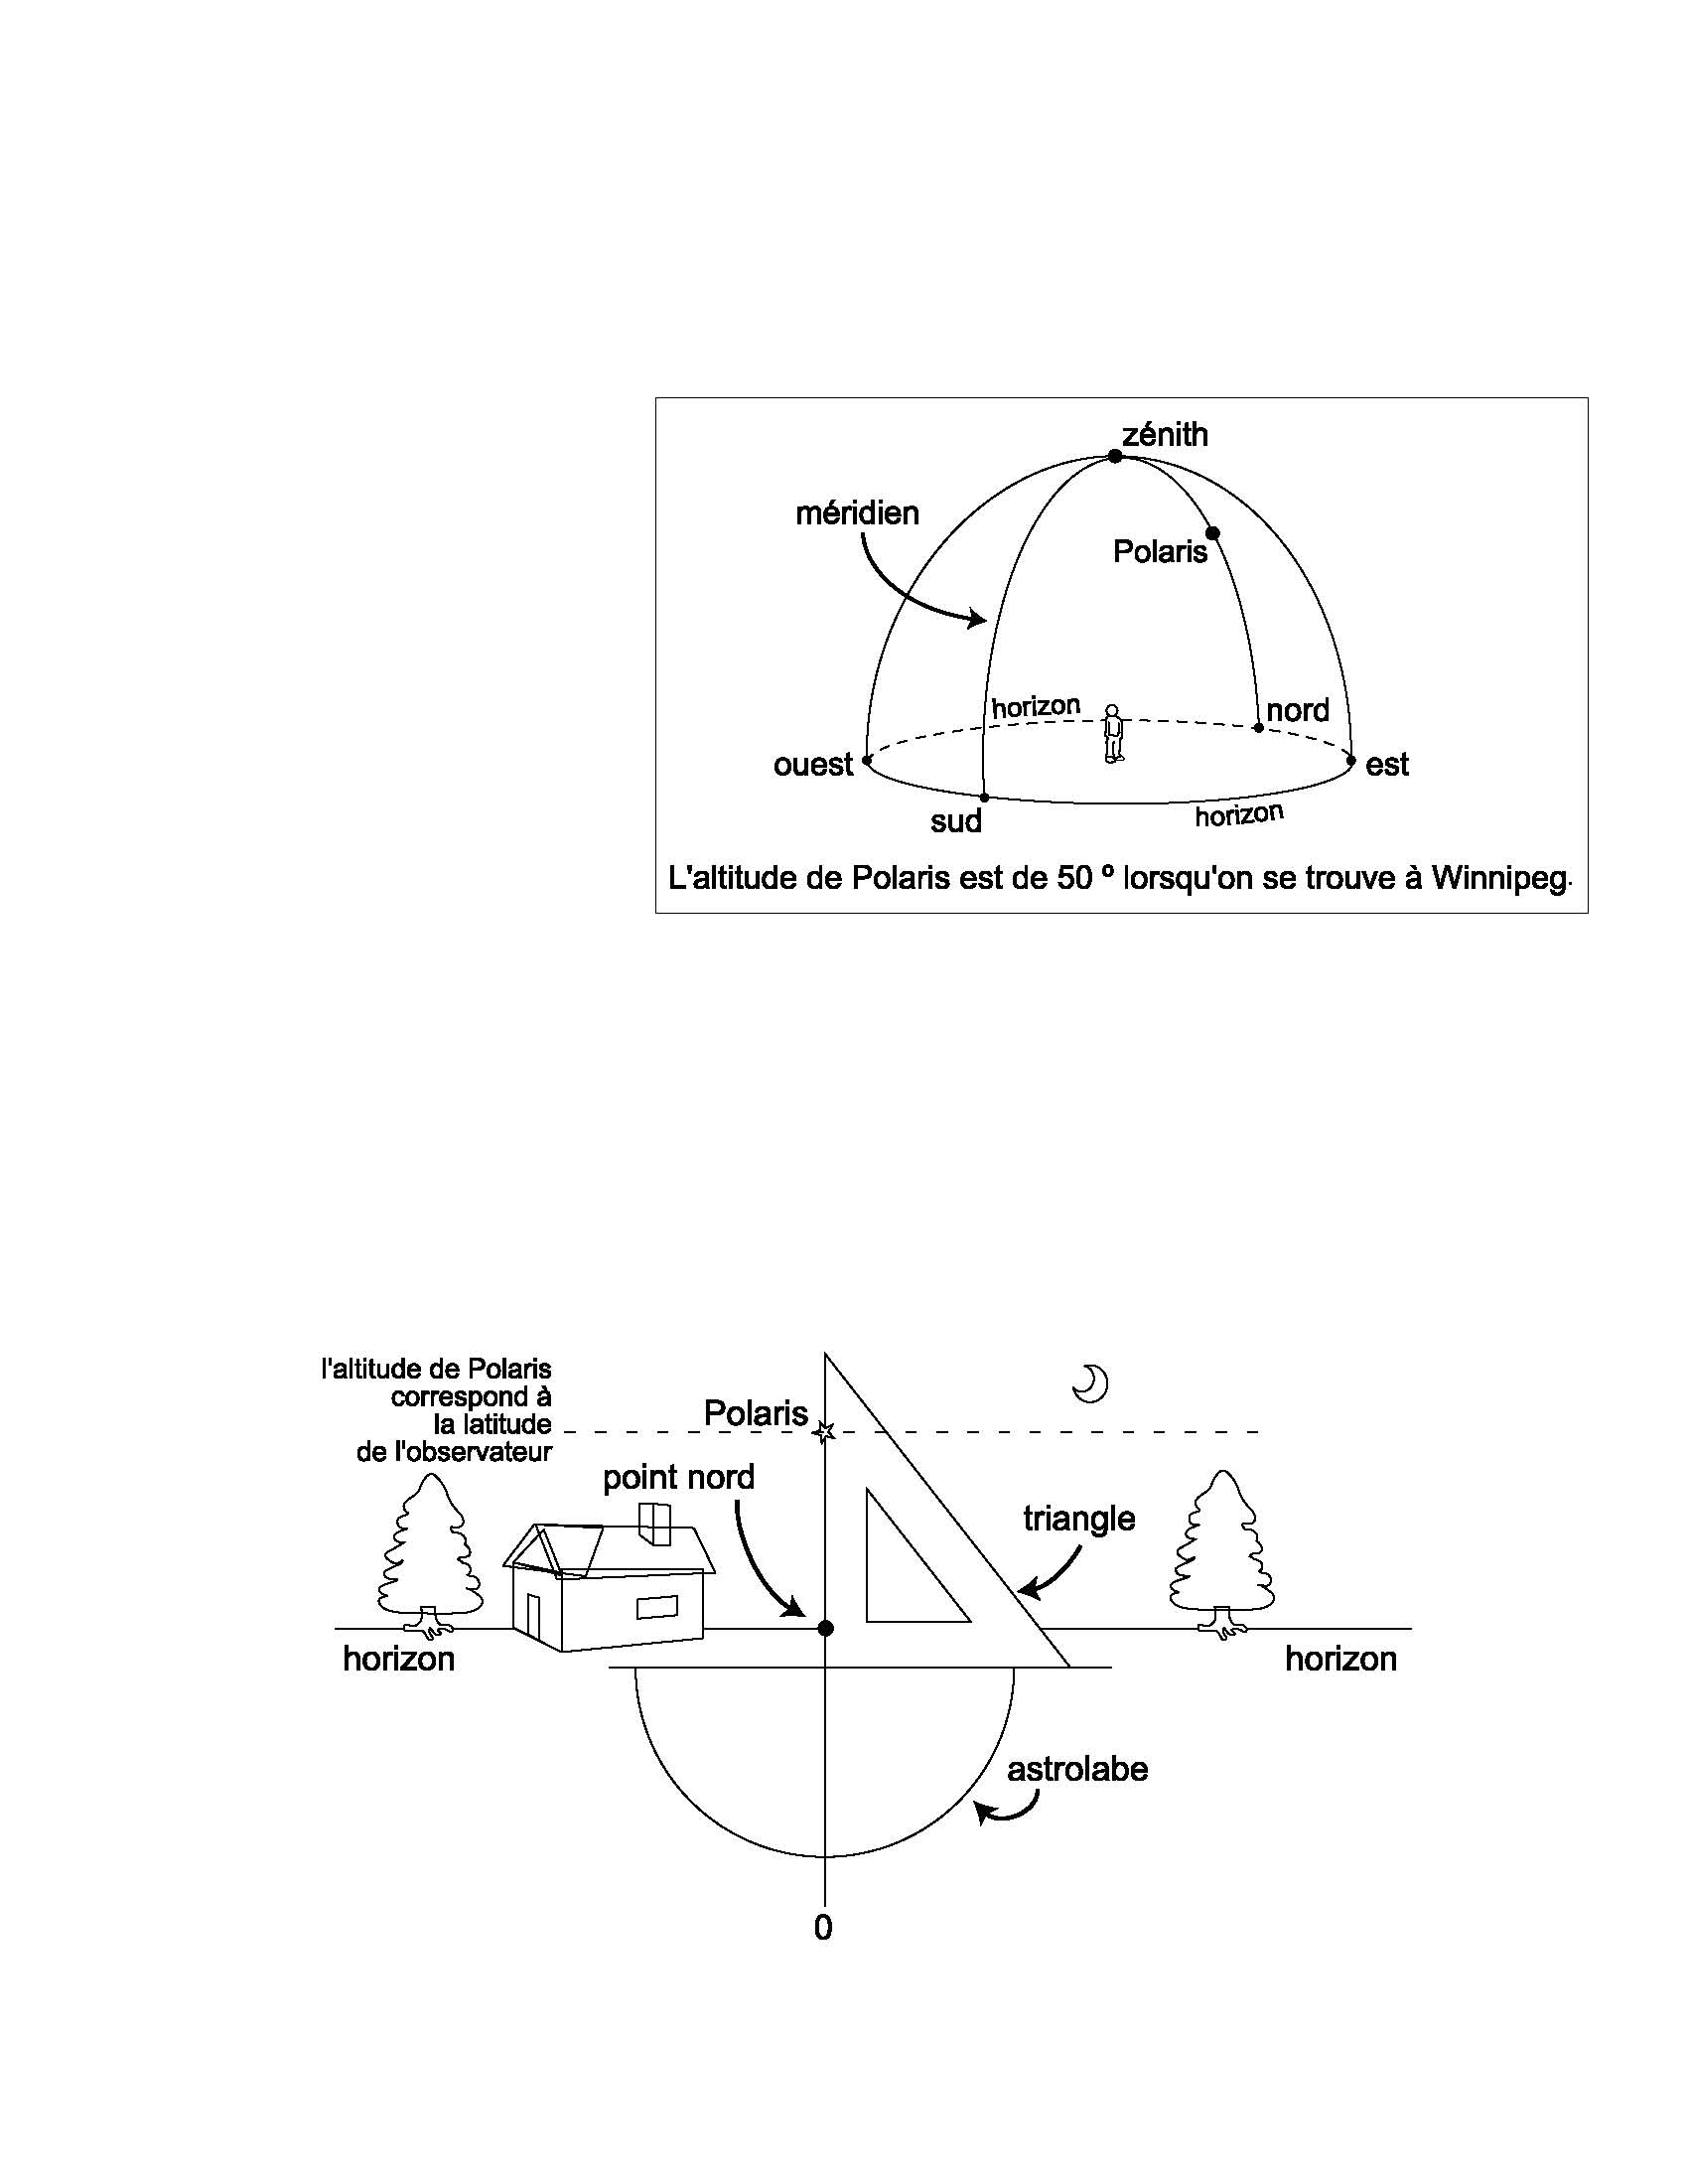 zénith
méridien
Polaris
horizon
nord
ouest
est
sud
horizon
L'altitude de Polaris est de 50 º lorsqu'on se trouve à Winnipeg.
l'altitude de Polaris
correspond à
la latitude
de l'observateur
Polaris
point nord
triangle
horizon
horizon
astrolabe
0